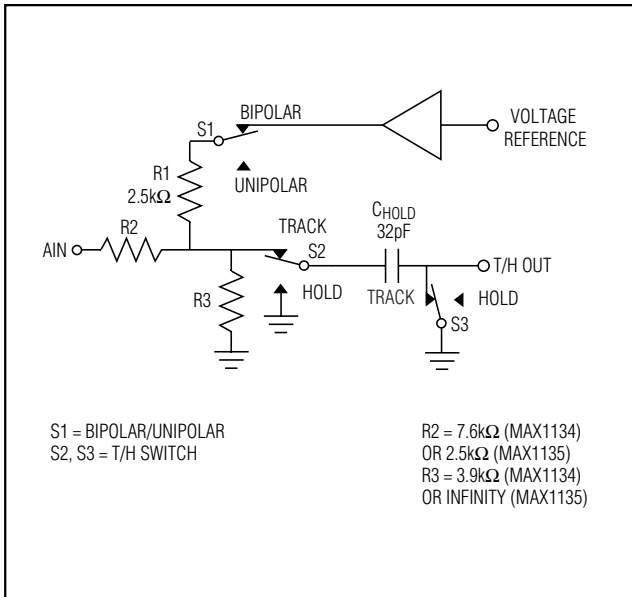 BIPOLAR
S1
VOLTAGE
REFERENCE
R1
2.5kΩ
UNIPOLAR
R2
AIN
TRACK
CHOLD
32pF
S2
T/H OUT
R3
HOLD
TRACK
HOLD
S3
S1 = BIPOLAR/UNIPOLAR
S2, S3 = T/H SWITCH
R2 = 7.6kΩ (MAX1134)
OR 2.5kΩ (MAX1135)
R3 = 3.9kΩ (MAX1134)
OR INFINITY (MAX1135)